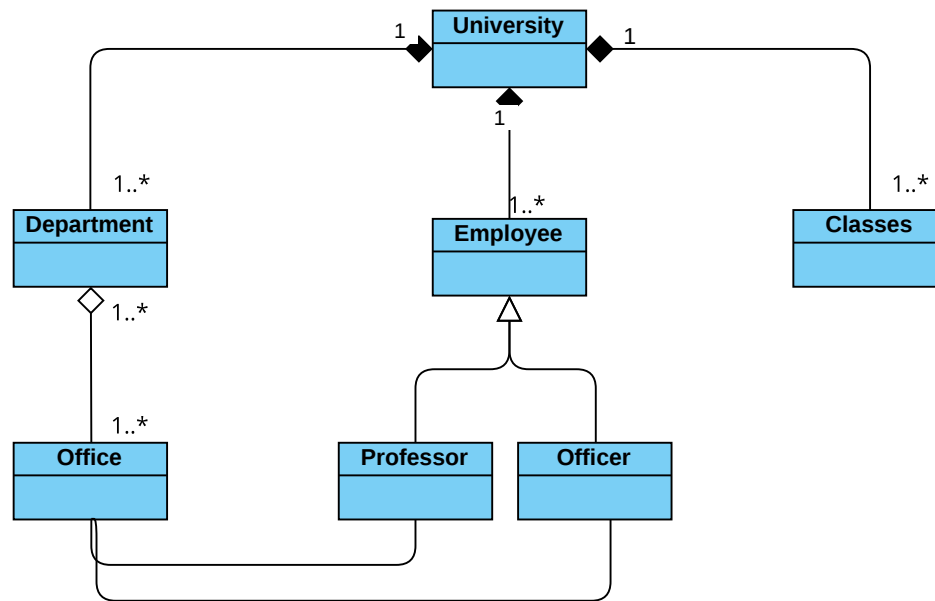 University
1
1
1
1..*
1..*
1..*
Department
Employee
Classes
1..*
1..*
Office
Professor
Officer